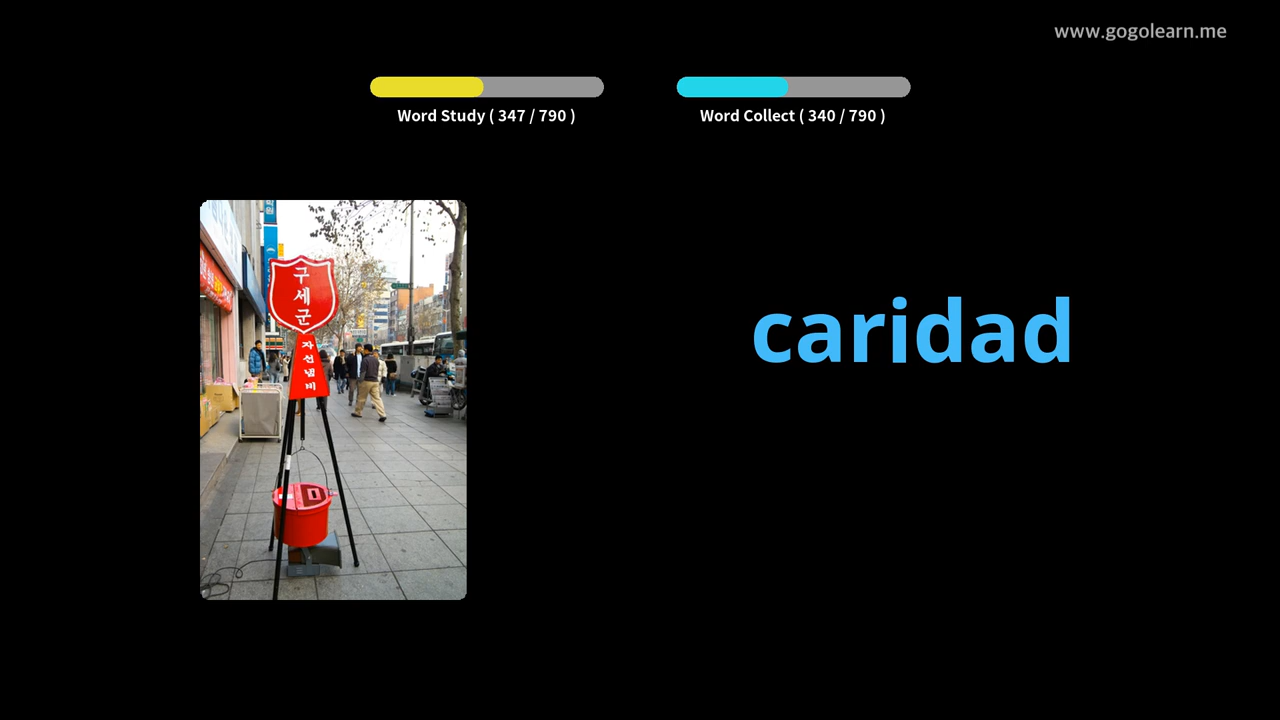 www.gogolearn.me
Word Study ( 347 / 790 )
Word Collect ( 340 / 790 )
구
세
군
자
선
냄
비
caridad